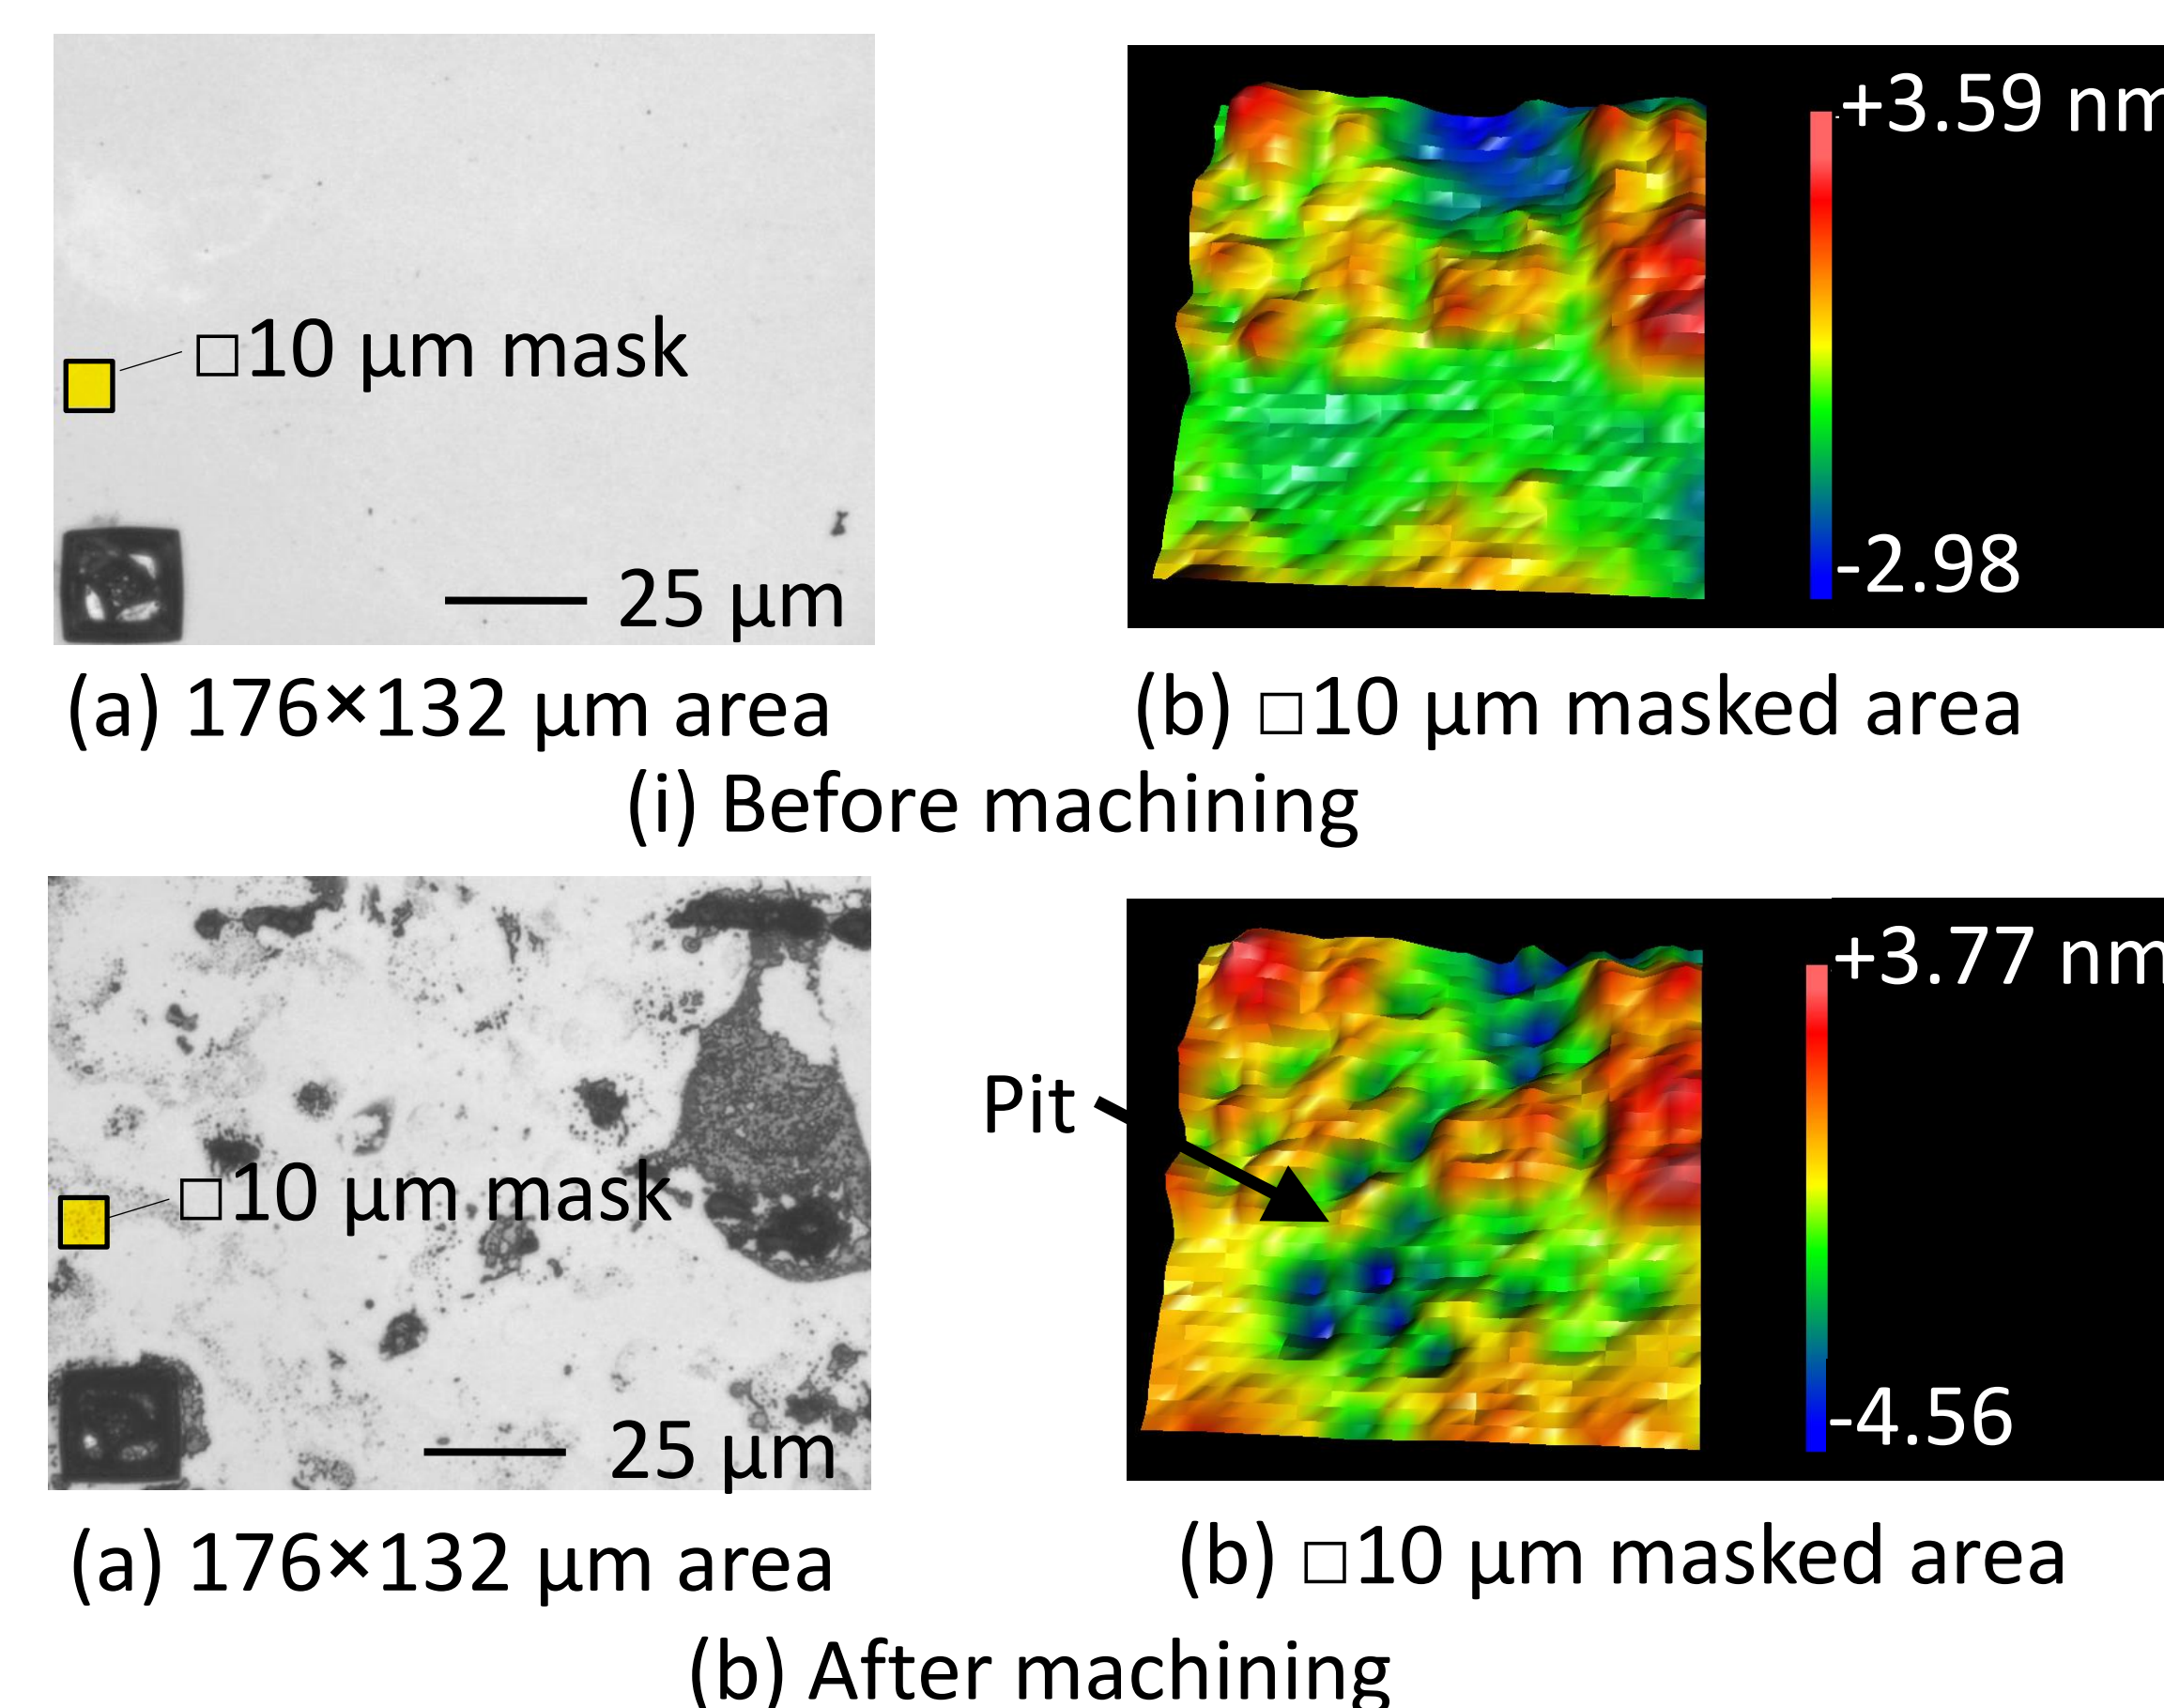 +3.59 nm
□10 µm mask
-2.98
25 µm
(a) 176×132 µm area
(b) □10 µm masked area
(i) Before machining
+3.77 nm
Pit
□10 µm mask
-4.56
25 µm
(a) 176×132 µm area
(b) □10 µm masked area
(b) After machining